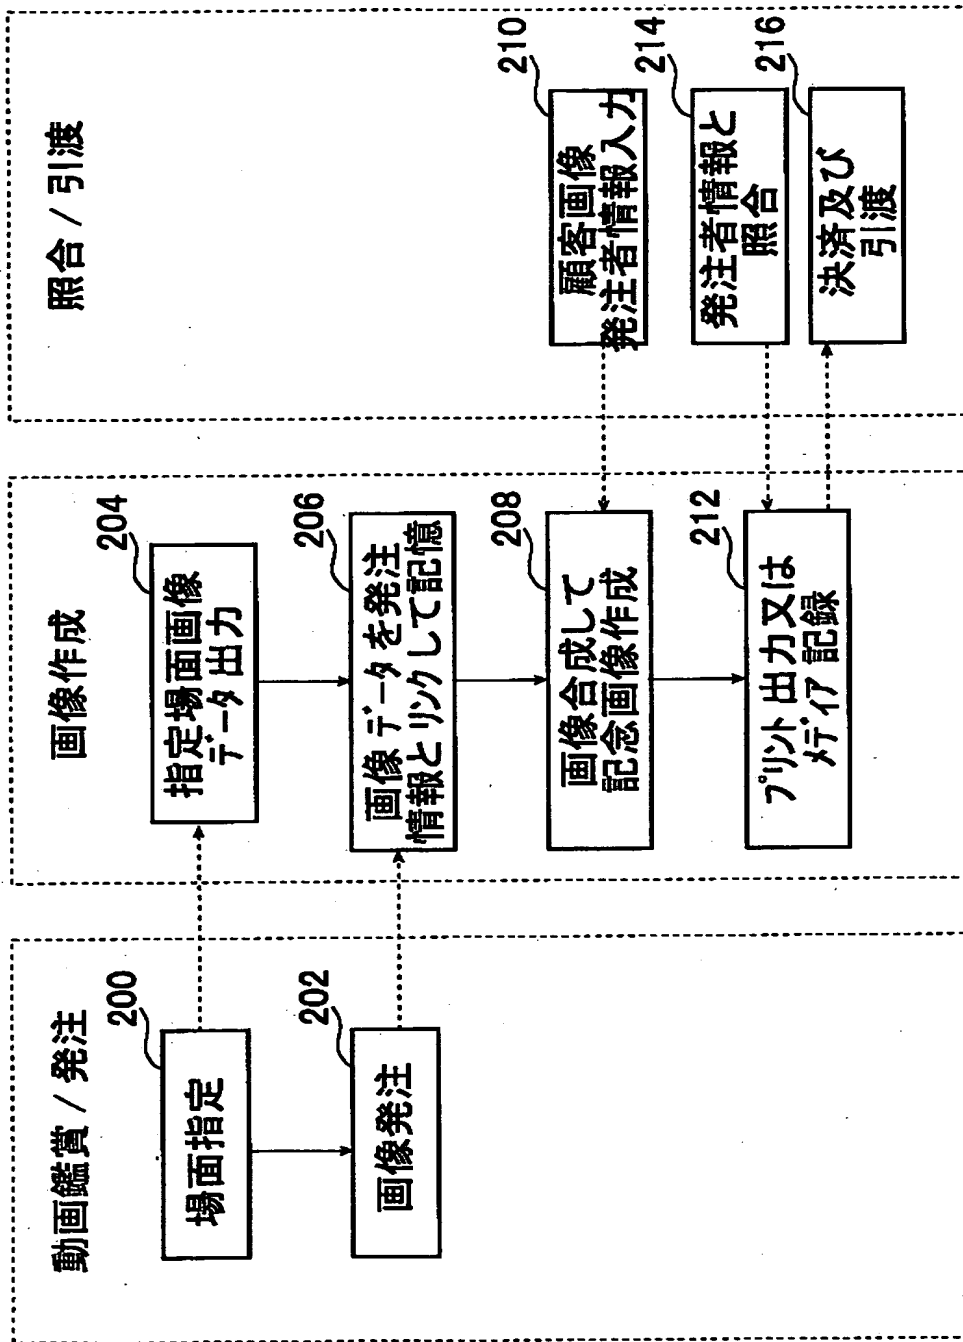 動画鑑賞 / 発注
200
場面指定
202
画像発注
画像作成
204
指定場面画像
データ出力
206
画像データを発注
情報とリンクして記憶
208
画像合成して
記念画像作成
212
プリント出力又は
メディア記録
照合 / 引渡
210
顧客画像
発注者情報入力
214
発注者情報と
照合
216
決済及び
引渡